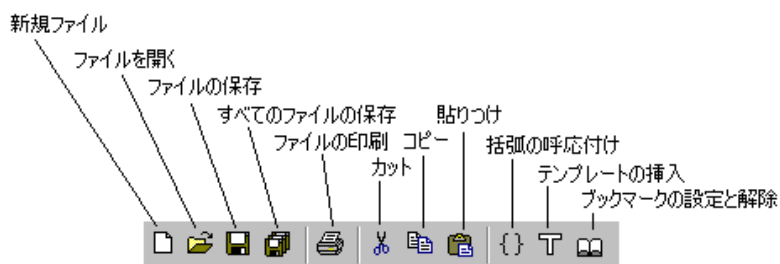 新規ファイル
ファイルを開く
ファイルの保存
すべてのファイルの保存
貼りつけ
ファイルの印刷
コピー
括弧の呼応付け
カット
テンプレートの挿入
ブックマークの設定と解除